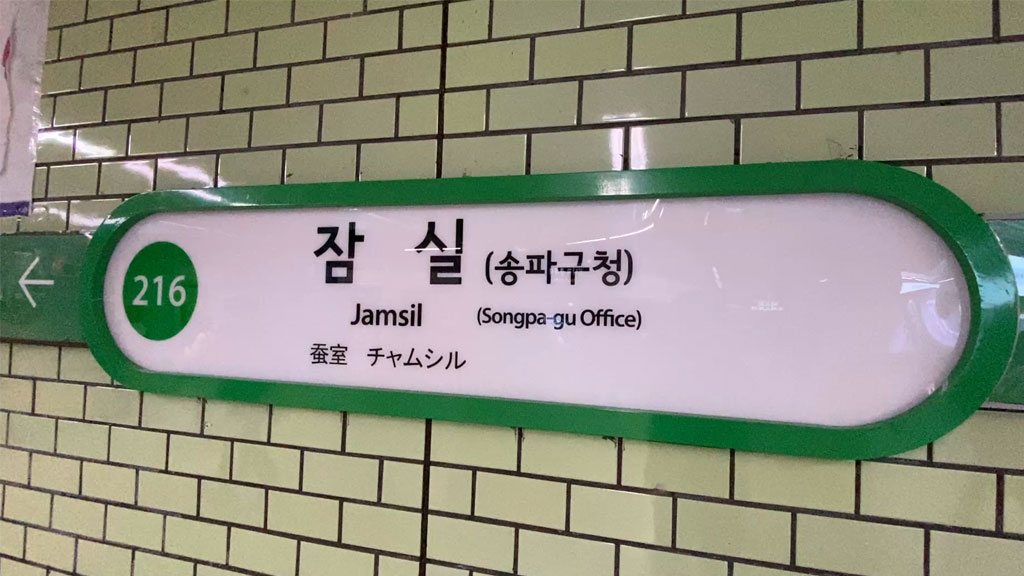 216
잠 실 (송파구청)
Jamsil (Songpa-gu Office)
蚕室 チャムシル